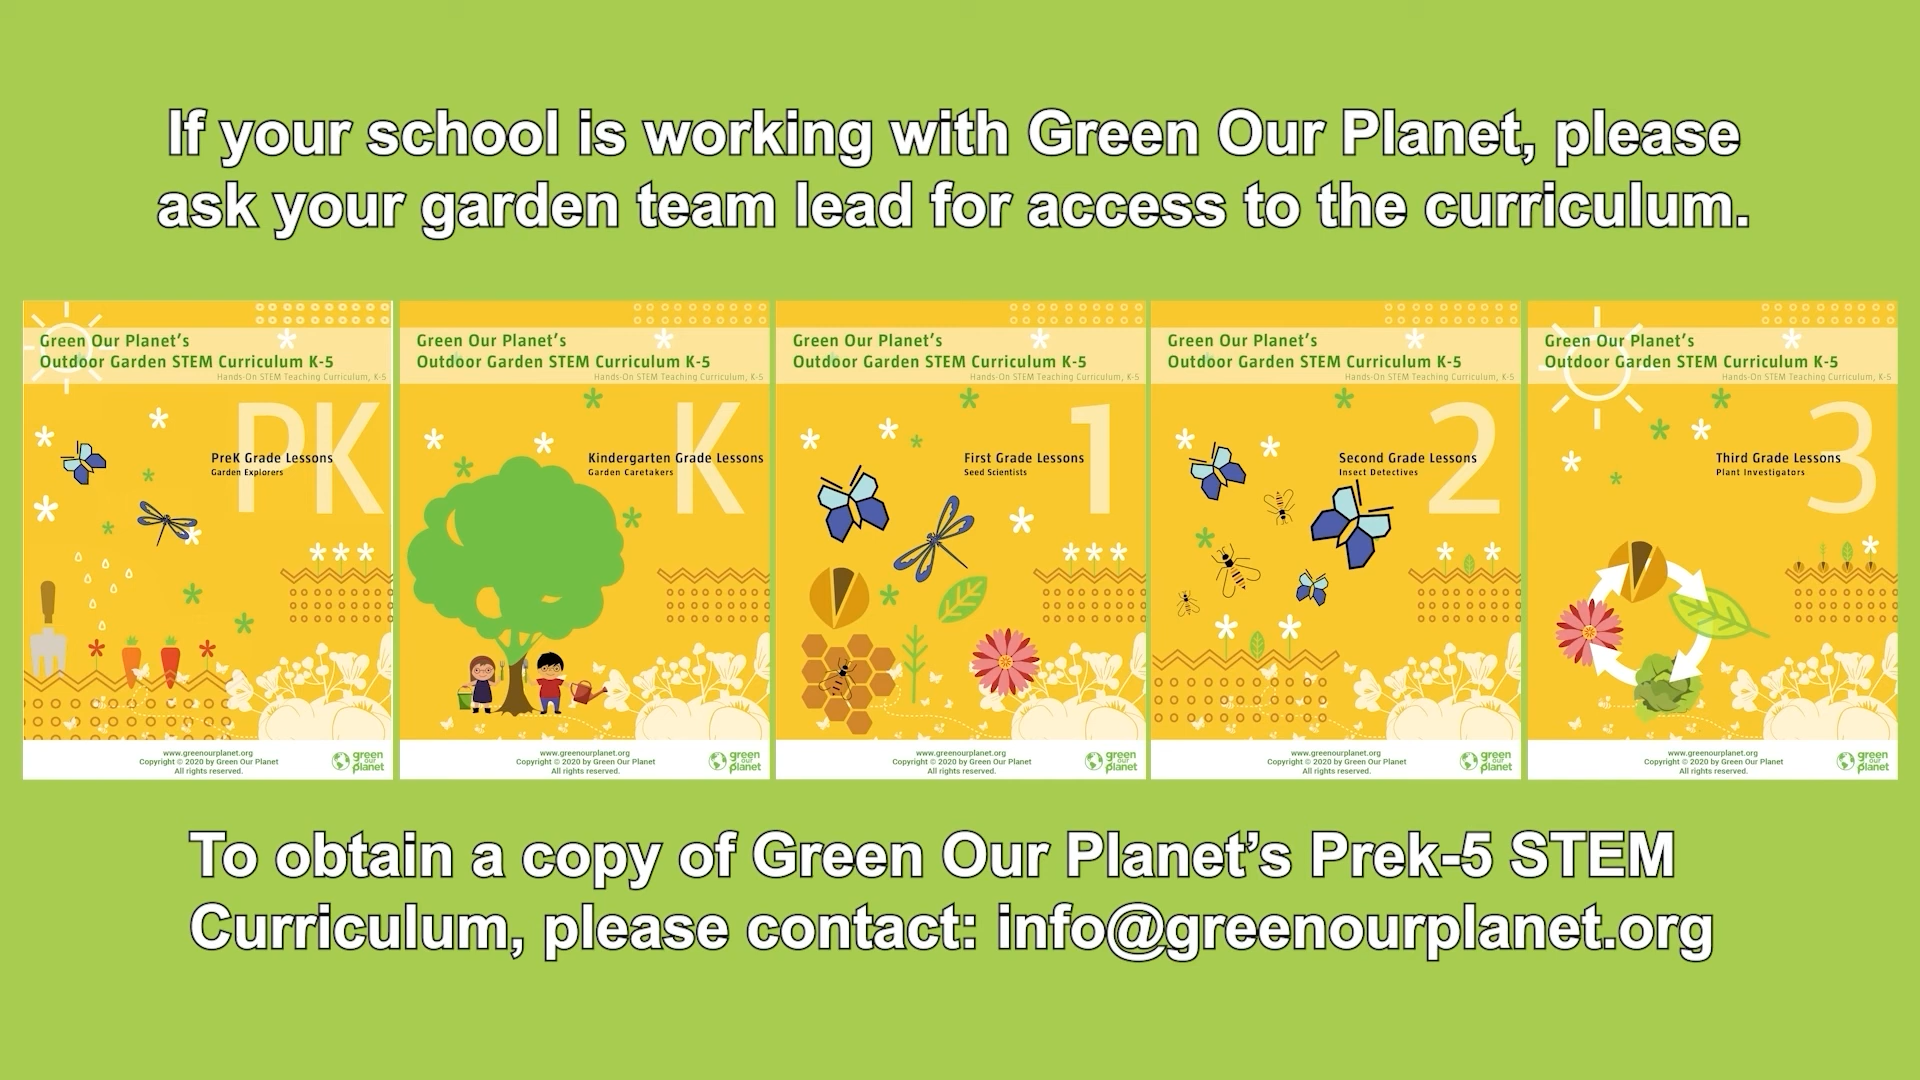 If your school is working with Green Our Planet, please
ask your garden team lead for access to the curriculum.
Green Our Planet's
Outdoor Garden STEM Curriculum K-5
Hands-On STEM Teaching Curriculum, K-5
PK
PreK Grade Lessons
Garden Explorers
www.greenourplanet.org
Copyright © 2020 by Green Our Planet
All rights reserved.
green
our
planet
Green Our Planet's
Outdoor Garden STEM Curriculum K-5
Hands-On STEM Teaching Curriculum, K-5
K
Kindergarten Grade Lessons
Garden Caretakers
www.greenourplanet.org
Copyright © 2020 by Green Our Planet
All rights reserved.
green
our
planet
Green Our Planet's
Outdoor Garden STEM Curriculum K-5
Hands-On STEM Teaching Curriculum, K-5
1
First Grade Lessons
Seed Scientists
www.greenourplanet.org
Copyright © 2020 by Green Our Planet
All rights reserved.
green
our
planet
Green Our Planet's
Outdoor Garden STEM Curriculum K-5
Hands-On STEM Teaching Curriculum, K-5
2
Second Grade Lessons
Insect Detectives
www.greenourplanet.org
Copyright © 2020 by Green Our Planet
All rights reserved.
green
our
planet
Green Our Planet's
Outdoor Garden STEM Curriculum K-5
Hands-On STEM Teaching Curriculum, K-5
3
Third Grade Lessons
Plant Investigators
www.greenourplanet.org
Copyright © 2020 by Green Our Planet
All rights reserved.
green
our
planet
To obtain a copy of Green Our Planet’s Prek-5 STEM
Curriculum, please contact: info@greenourplanet.org